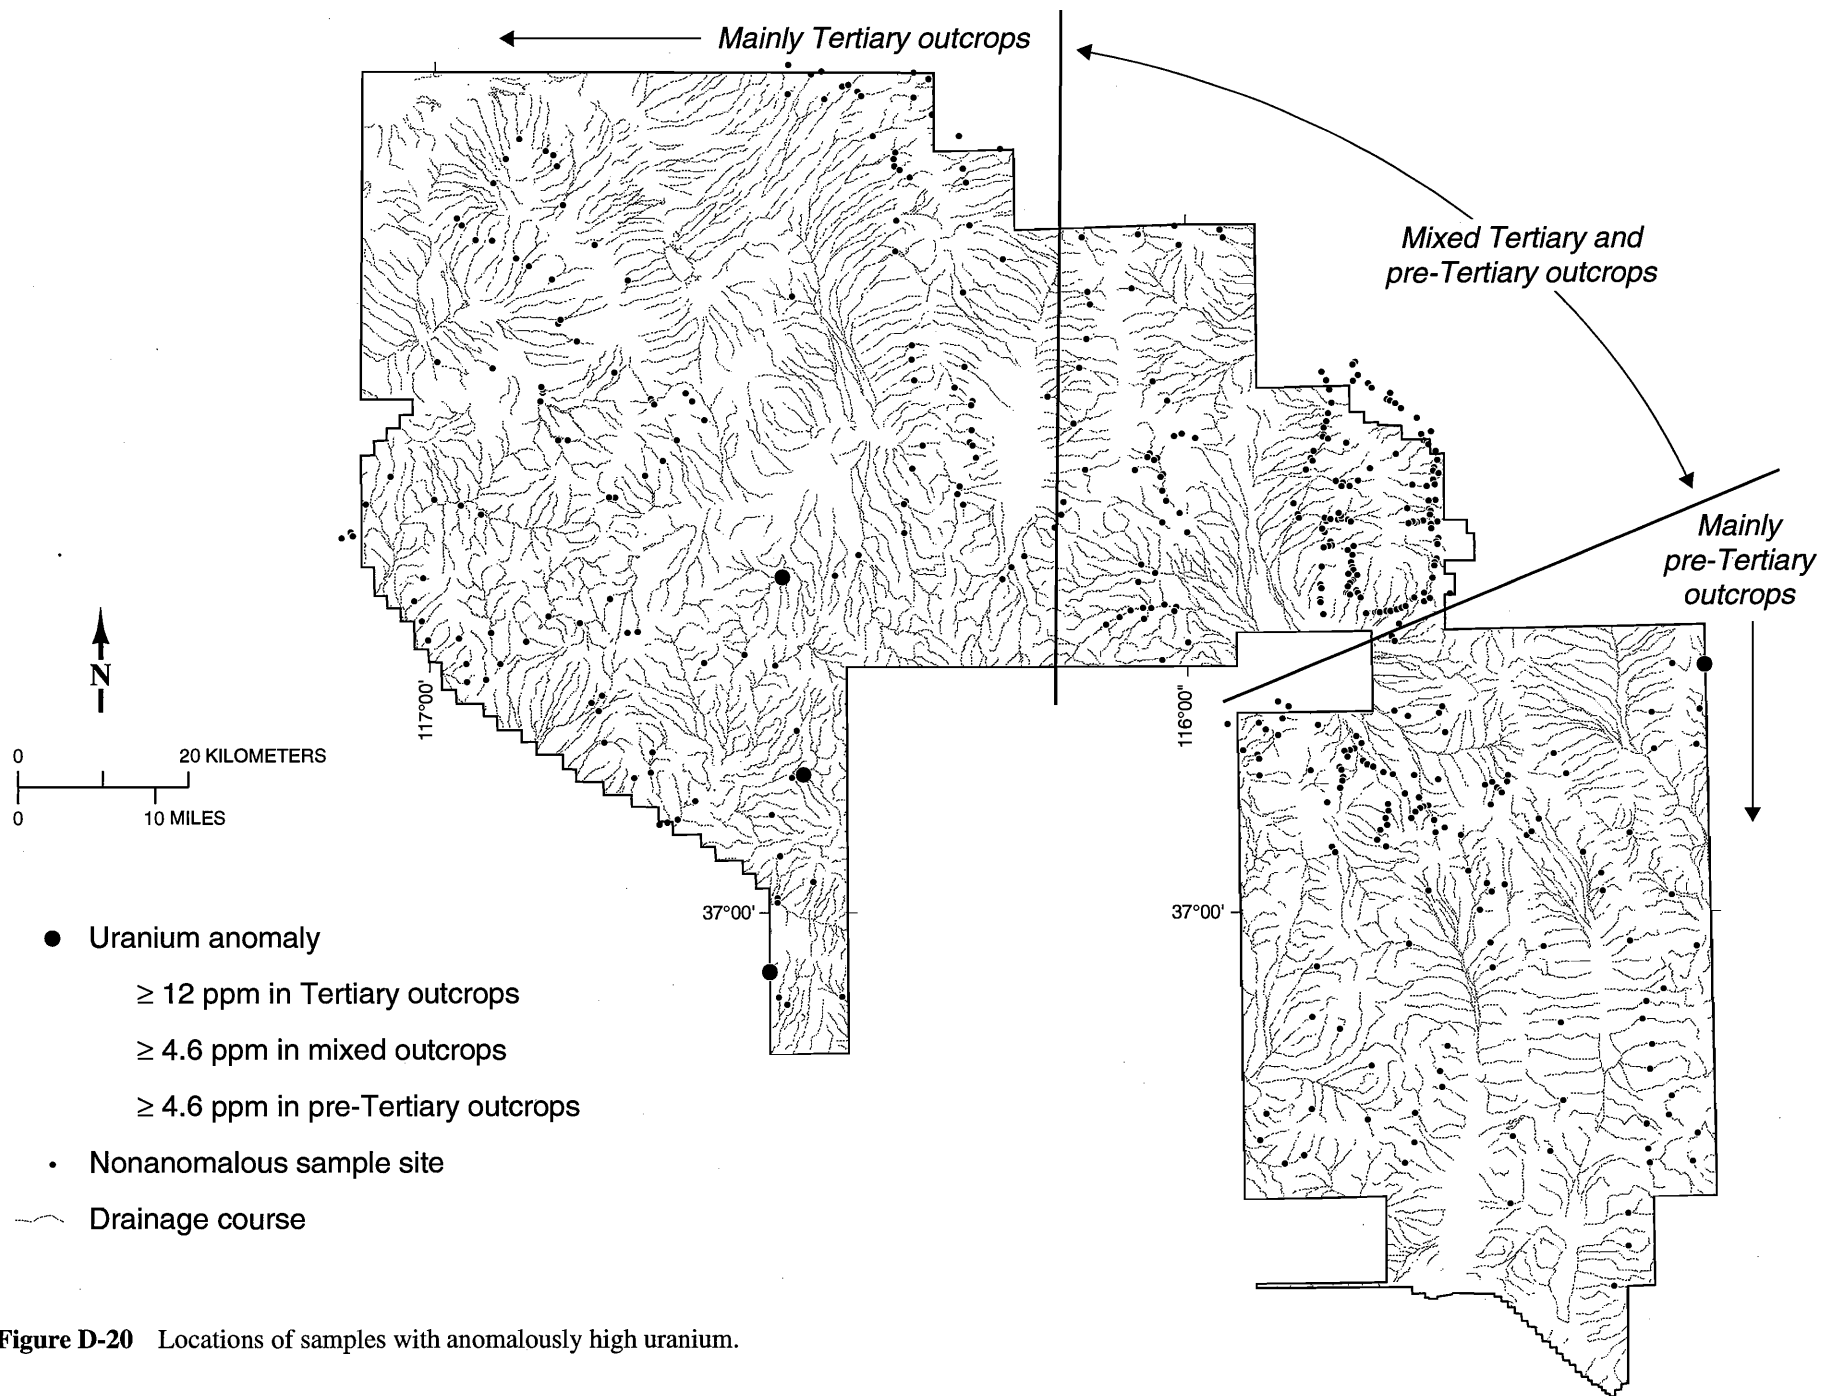 Mainly Tertiary outcrops
Mixed Tertiary and
pre-Tertiary outcrops
Mainly
pre-Tertiary
outcrops
N
117°00'
116°00"
0 20 KILOMETERS
0 10 MILES
37°00'
37°00'
Uranium anomaly
≥ 12 ppm in Tertiary outcrops
≥ 4.6 ppm in mixed outcrops
≥ 4.6 ppm in pre-Tertiary outcrops
Nonanomalous sample site
Drainage course
Figure D-20 Locations of samples with anomalously high uranium.